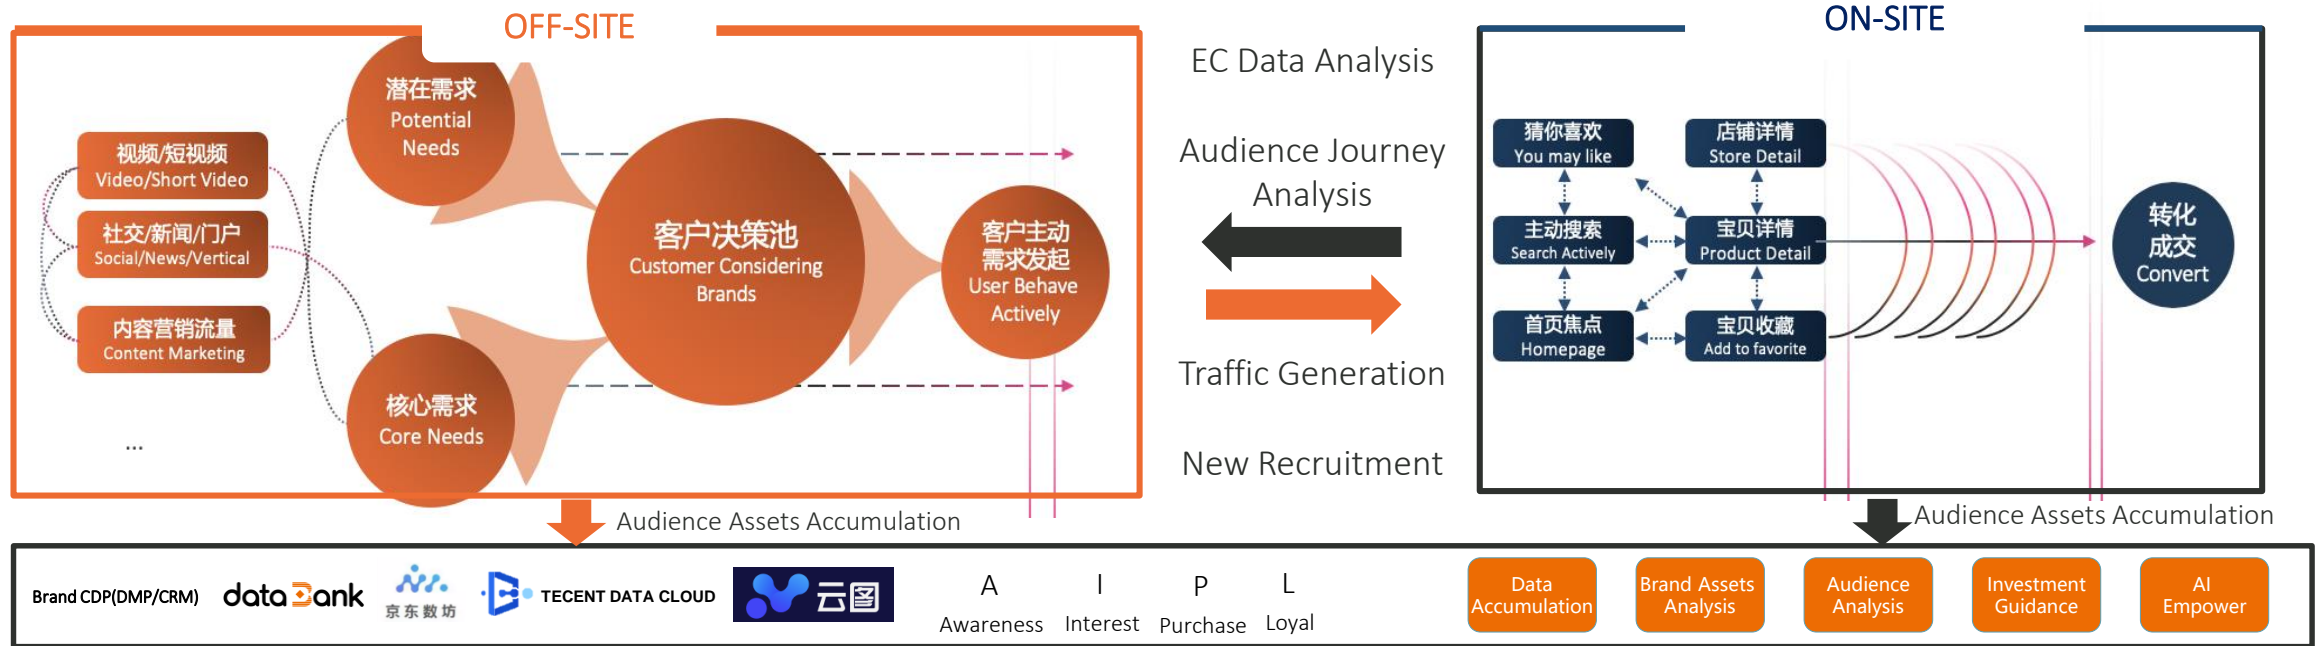 OFF-SITE
视频/短视频
Video/Short Video
社交/新闻/门户
Social/News/Vertical
内容营销流量
Content Marketing
...
潜在需求
Potential
Needs
核心需求
Core Needs
客户决策池
Customer Considering
Brands
客户主动
需求发起
User Behave
Actively
EC Data Analysis
Audience Journey
Analysis
Traffic Generation
New Recruitment
ON-SITE
猜你喜欢
You may like
店铺详情
Store Detail
主动搜索
Search Actively
宝贝详情
Product Detail
首页焦点
Homepage
宝贝收藏
Add to favorite
转化
成交
Convert
Audience Assets Accumulation
Audience Assets Accumulation
Brand CDP(DMP/CRM)
data Bank
京东数坊
TECENT DATA CLOUD
云图
A
Awareness
I
Interest
P
Purchase
L
Loyal
Data
Accumulation
Brand Assets
Analysis
Audience
Analysis
Investment
Guidance
AI
Empower